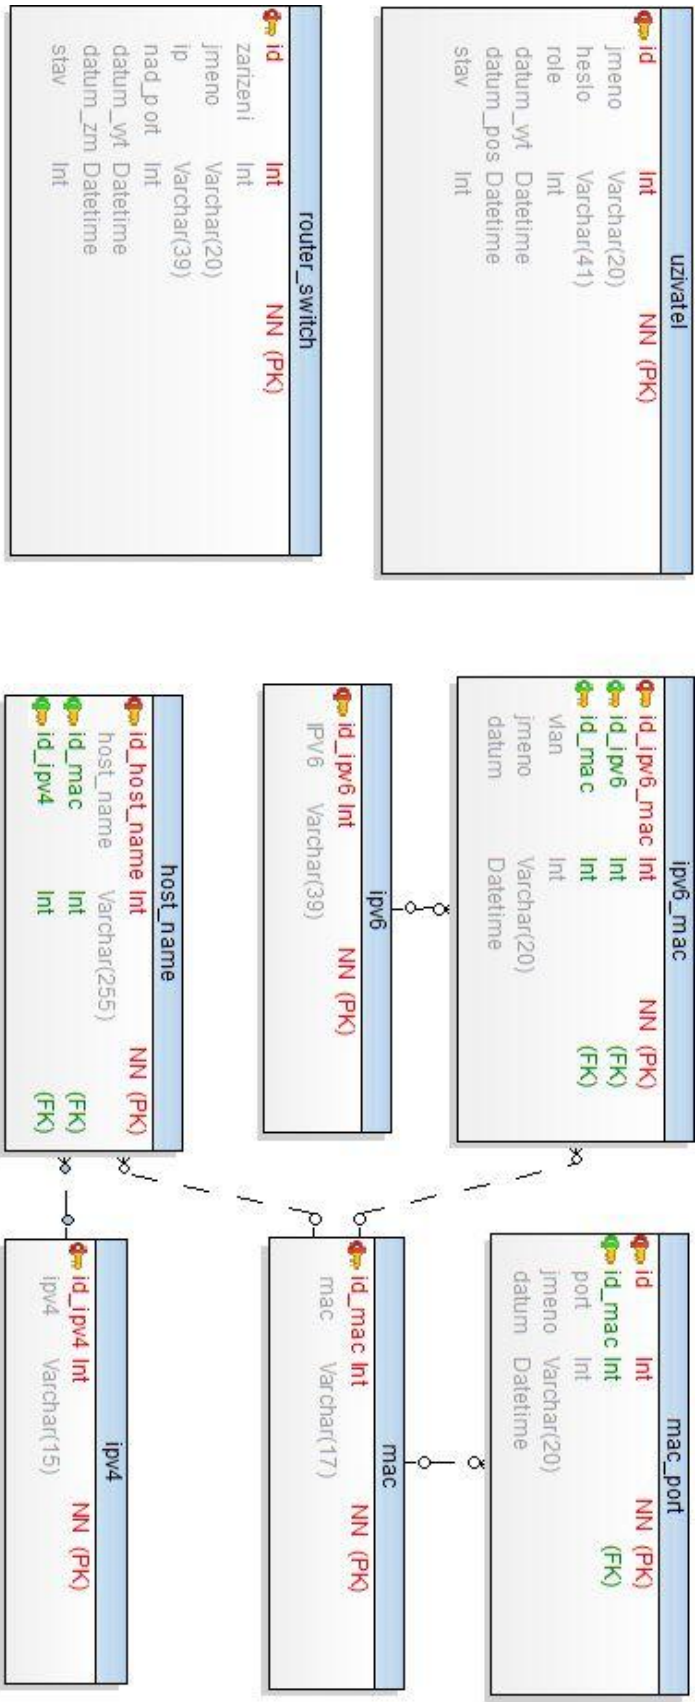 uzivatel
id Int NN (PK)
jmeno Varchar(20)
heslo Varchar(41)
role Int
datum_vyt Datetime
datum_pos Datetime
stav Int
ipv6_mac
id_ipv6_mac Int NN (PK)
id_ipv6 Int (FK)
id_mac Int (FK)
vlan Int
jmeno Varchar(20)
datum Datetime
mac_port
id Int NN (PK)
id_mac Int (FK)
port Int
jmeno Varchar(20)
datum Datetime
router_switch
id Int NN (PK)
zarizeni Int
jmeno Varchar(20)
ip Varchar(39)
nad_port Int
datum_vyt Datetime
datum_zm Datetime
stav Int
ipv6
id_ipv6 Int NN (PK)
IPV6 Varchar(39)
mac
id_mac Int NN (PK)
mac Varchar(17)
host_name
id_host_name Int NN (PK)
host_name Varchar(255)
id_mac Int (FK)
id_ipv4 Int (FK)
ipv4
id_ipv4 Int NN (PK)
ipv4 Varchar(15)